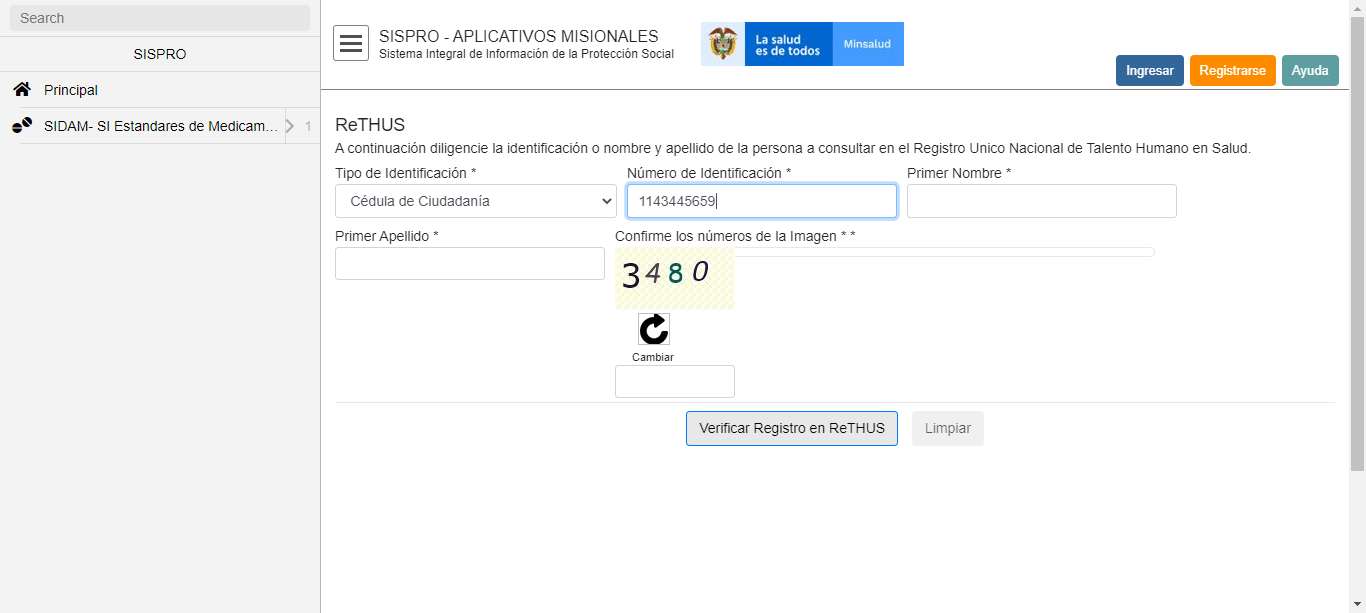 Search
SISPRO
Principal
SIDAM- SI Estandares de Medicam...
1
SISPRO - APLICATIVOS MISIONALES
Sistema Integral de Información de la Protección Social
La salud
es de todos
Minsalud
Ingresar
Registrarse
Ayuda
ReTHUS
A continuación diligencie la identificación o nombre y apellido de la persona a consultar en el Registro Unico Nacional de Talento Humano en Salud.
Tipo de Identificación *
Número de Identificación *
Primer Nombre *
Cédula de Ciudadanía
1143445659
Primer Apellido *
Confirme los números de la Imagen * *
3480
Cambiar
Verificar Registro en ReTHUS
Limpiar